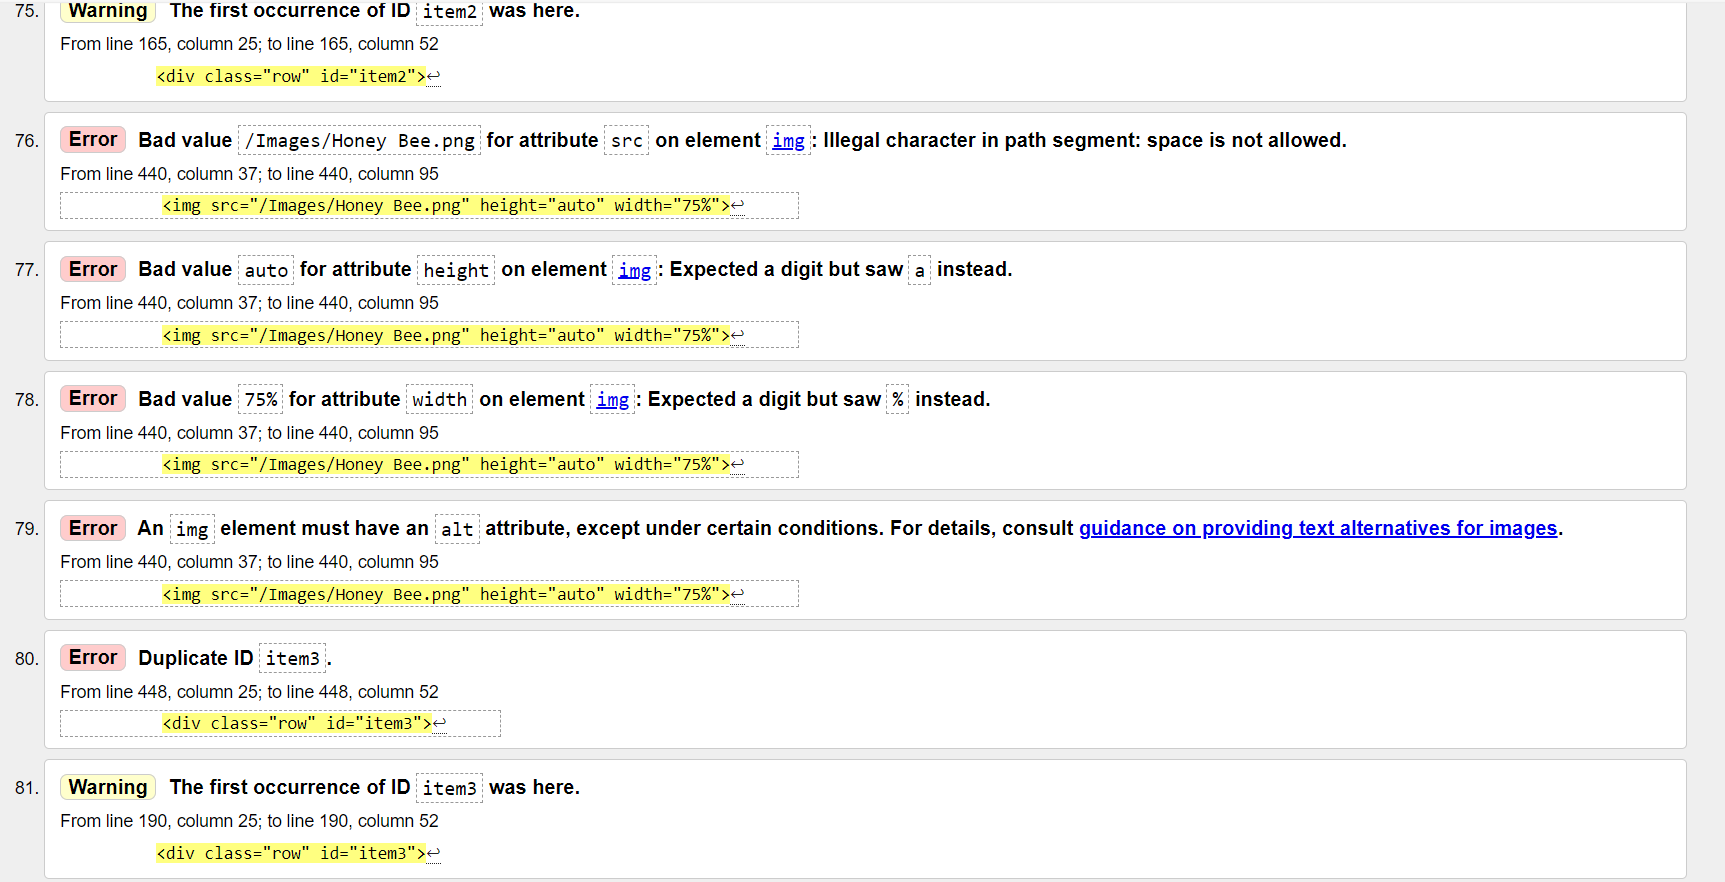 75. Warning The first occurrence of ID item2 was here.
From line 165, column 25; to line 165, column 52
<div class="row" id="item2">↩
76. Error Bad value /Images/Honey Bee.png for attribute src on element img: Illegal character in path segment: space is not allowed.
From line 440, column 37; to line 440, column 95
<img src="/Images/Honey Bee.png" height="auto" width="75%">↩
77. Error Bad value auto for attribute height on element img: Expected a digit but saw a instead.
From line 440, column 37; to line 440, column 95
<img src="/Images/Honey Bee.png" height="auto" width="75%">↩
78. Error Bad value 75% for attribute width on element img: Expected a digit but saw % instead.
From line 440, column 37; to line 440, column 95
<img src="/Images/Honey Bee.png" height="auto" width="75%">↩
79. Error An img element must have an alt attribute, except under certain conditions. For details, consult guidance on providing text alternatives for images.
From line 440, column 37; to line 440, column 95
<img src="/Images/Honey Bee.png" height="auto" width="75%">↩
80. Error Duplicate ID item3.
From line 448, column 25; to line 448, column 52
<div class="row" id="item3">↩
81. Warning The first occurrence of ID item3 was here.
From line 190, column 25; to line 190, column 52
<div class="row" id="item3">↩